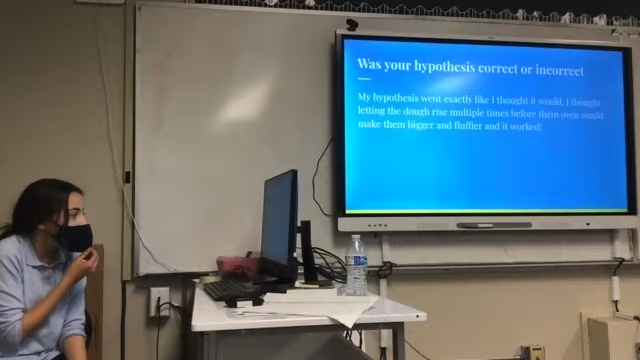 Was your hypothesis correct or incorrect
My hypothesis went exactly like I thought it would, I thought
letting the dough rise multiple times before them oven would
make them bigger and fluffier and it worked!